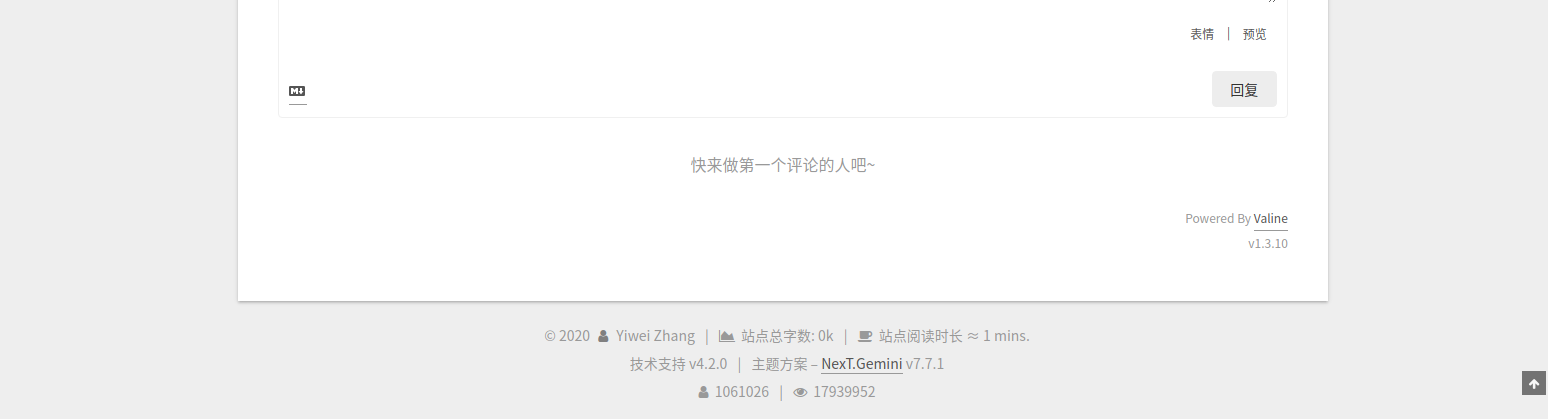 表情 | 预览
回复
快来做第一个评论的人吧~
Powered By Valine
v1.3.10
© 2020 Yiwei Zhang | 站点总字数: 0k | 站点阅读时长 ≈ 1 mins.
技术支持 v4.2.0 | 主题方案 – NexT.Gemini v7.7.1
1061026 | 17939952